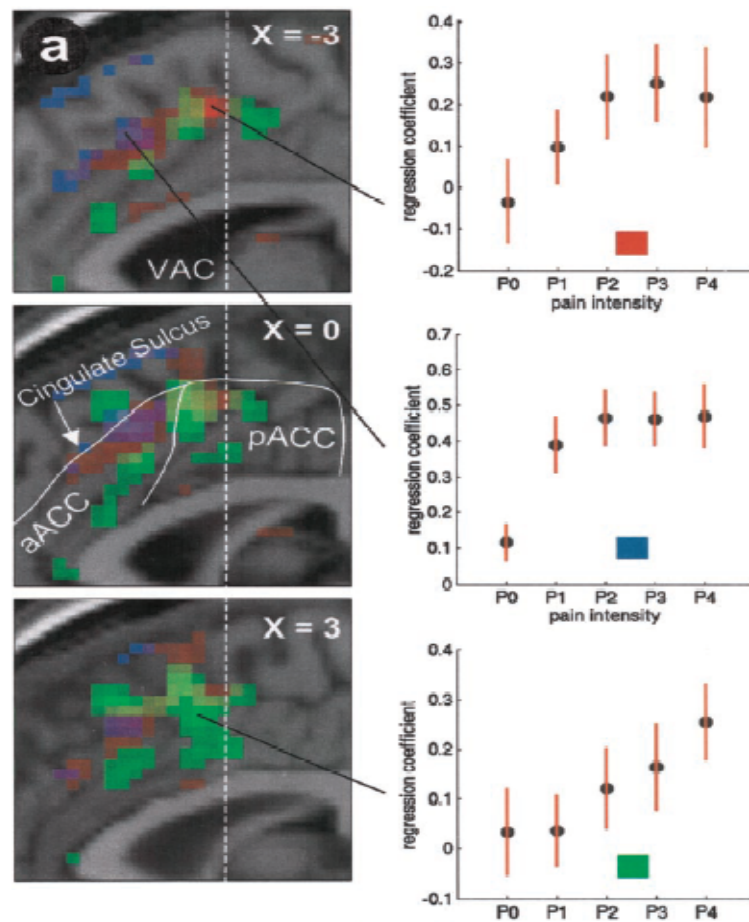 a
X = -3
VAC
Cingulate Sulcus
X = 0
pACC
aACC
X = 3
regression coefficient
0.4
0.3
0.2
0.1
0
-0.1
-0.2
P0 P1 P2 P3 P4
pain intensity
regression coefficient
0.7
0.6
0.5
0.4
0.3
0.2
0.1
0
P0 P1 P2 P3 P4
pain intensity
regression coefficient
0.4
0.3
0.2
0.1
0
-0.1
P0 P1 P2 P3 P4